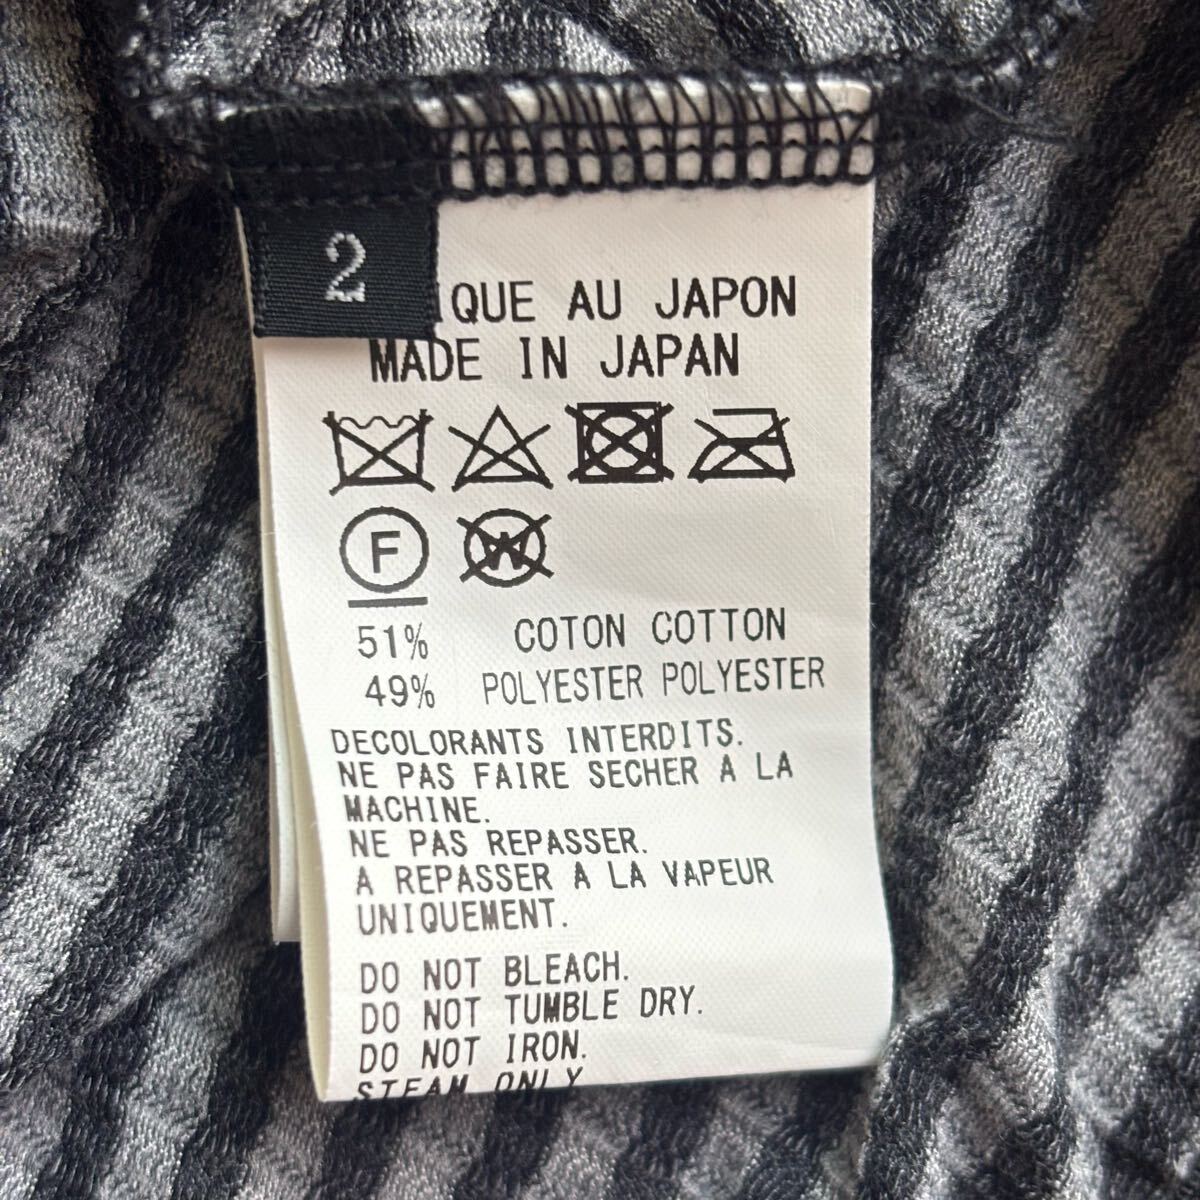 2
IQUE AU JAPON
MADE IN JAPAN
F W
51% COTON COTTON
49% POLYESTER POLYESTER
DECOLORANTS INTERDITS.
NE PAS FAIRE SECHER A LA
MACHINE.
NE PAS REPASSER.
A REPASSER A LA VAPEUR
UNIQUEMENT.
DO NOT BLEACH.
DO NOT TUMBLE DRY.
DO NOT IRON.
STEAM ONLY